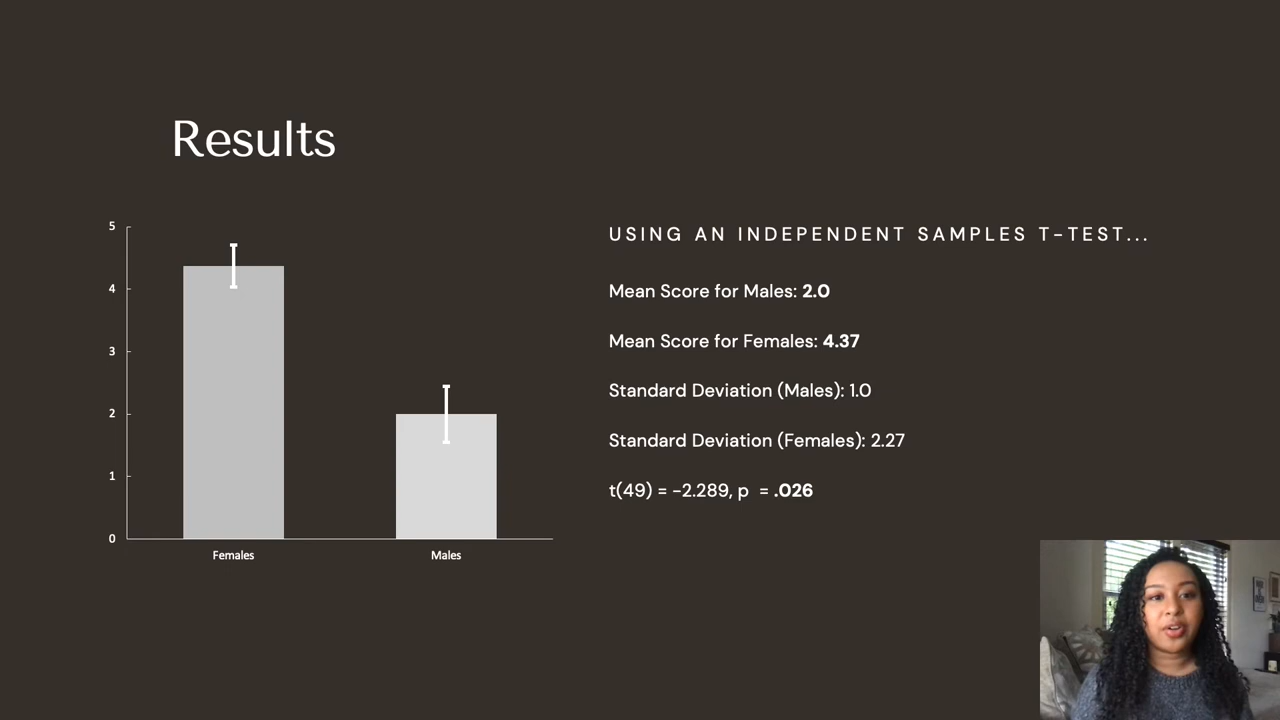 Results
5
4
3
2
1
0
Females
Males
USING AN INDEPENDENT SAMPLES T-TEST...
Mean Score for Males: 2.0
Mean Score for Females: 4.37
Standard Deviation (Males): 1.0
Standard Deviation (Females): 2.27
t(49) = -2.289, p = .026